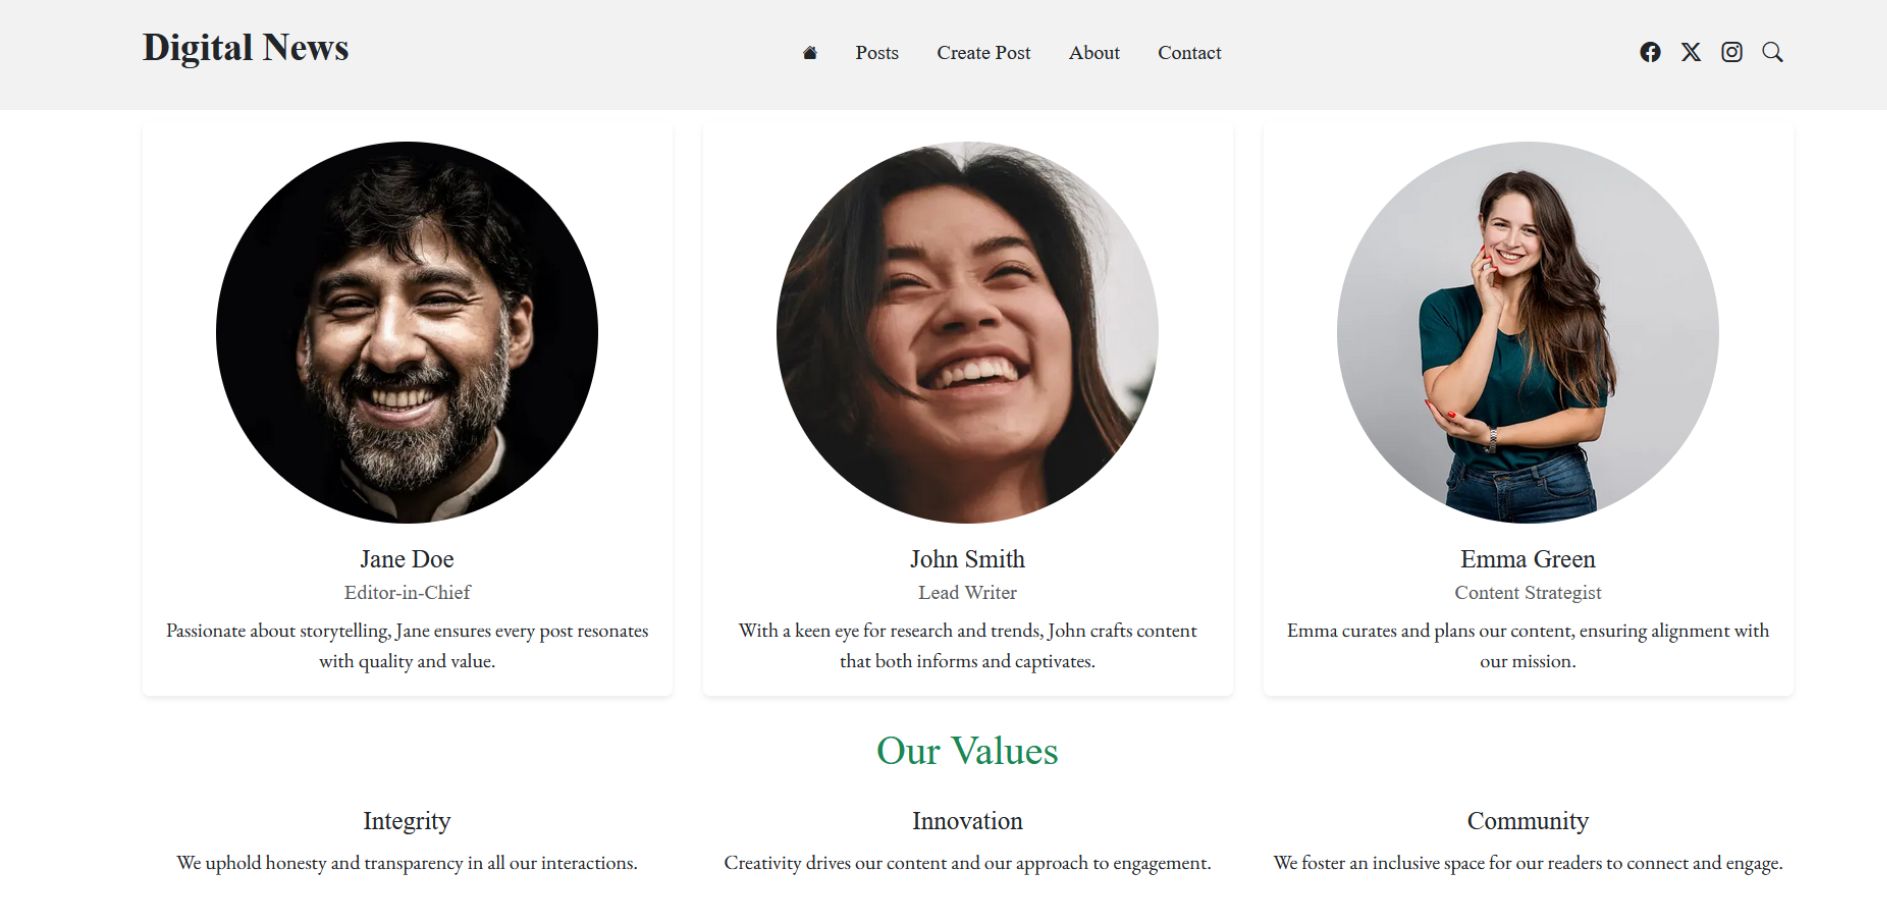 Digital News
Posts
Create Post
About
Contact
Jane Doe
Editor-in-Chief
Passionate about storytelling, Jane ensures every post resonates
with quality and value.
John Smith
Lead Writer
With a keen eye for research and trends, John crafts content
that both informs and captivates.
Emma Green
Content Strategist
Emma curates and plans our content, ensuring alignment with
our mission.
Our Values
Integrity
We uphold honesty and transparency in all our interactions.
Innovation
Creativity drives our content and our approach to engagement.
Community
We foster an inclusive space for our readers to connect and engage.